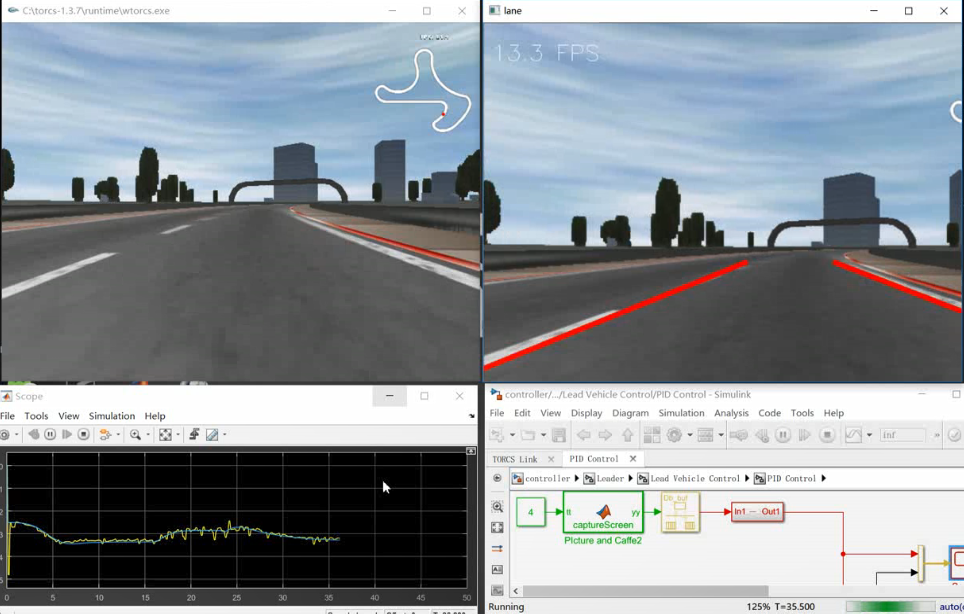 C:\torcs-1.3.7\runtime\wtorcs.exe
lane
13.3 FPS
Scope
File Tools View Simulation Help
0 5 10 15 20 25 30 35 40 45 50
controller/.../Lead Vehicle Control/PID Control - Simulink
File Edit View Display Diagram Simulation Analysis Code Tools Help
inf
»
TORCS Link
PID Control
controller Leader Lead Vehicle Control PID Control
4
tt
captureScreen
yy
PIcture and Caffe2
In1
Out1
Running
125% T=35.500
auto(